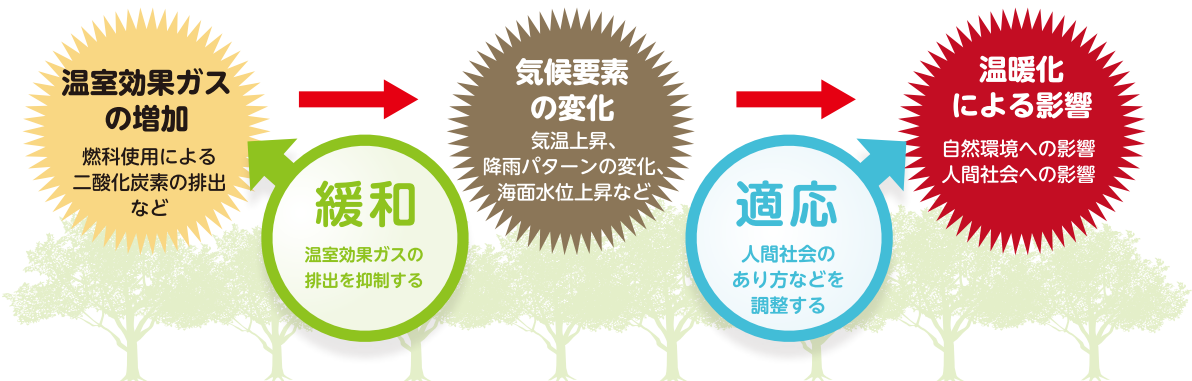 温室効果ガス
の増加
燃科使用による
二酸化炭素の排出
など
緩和
温室効果ガスの
排出を抑制する
気候要素
の変化
気温上昇、
降雨パターンの変化、
海面水位上昇など
適応
人間社会の
あり方などを
調整する
温暖化
による影響
自然環境への影響
人間社会への影響